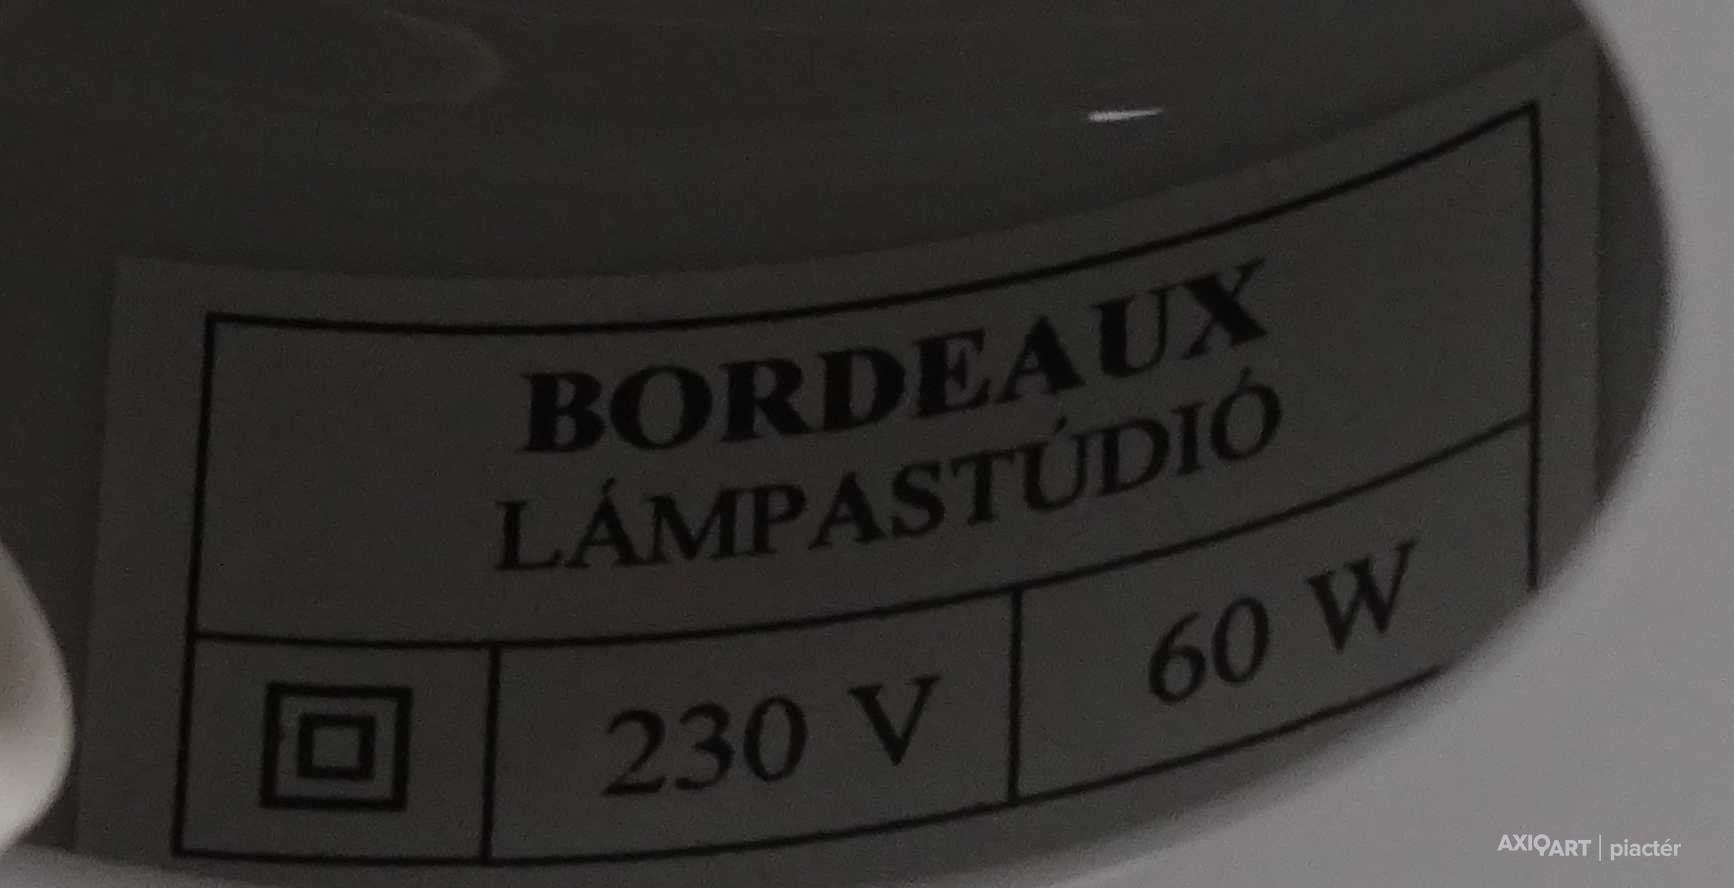 BORDEAUX
LÁMPASTÚDIÓ
230 V
60 W
AXIOART | piactér